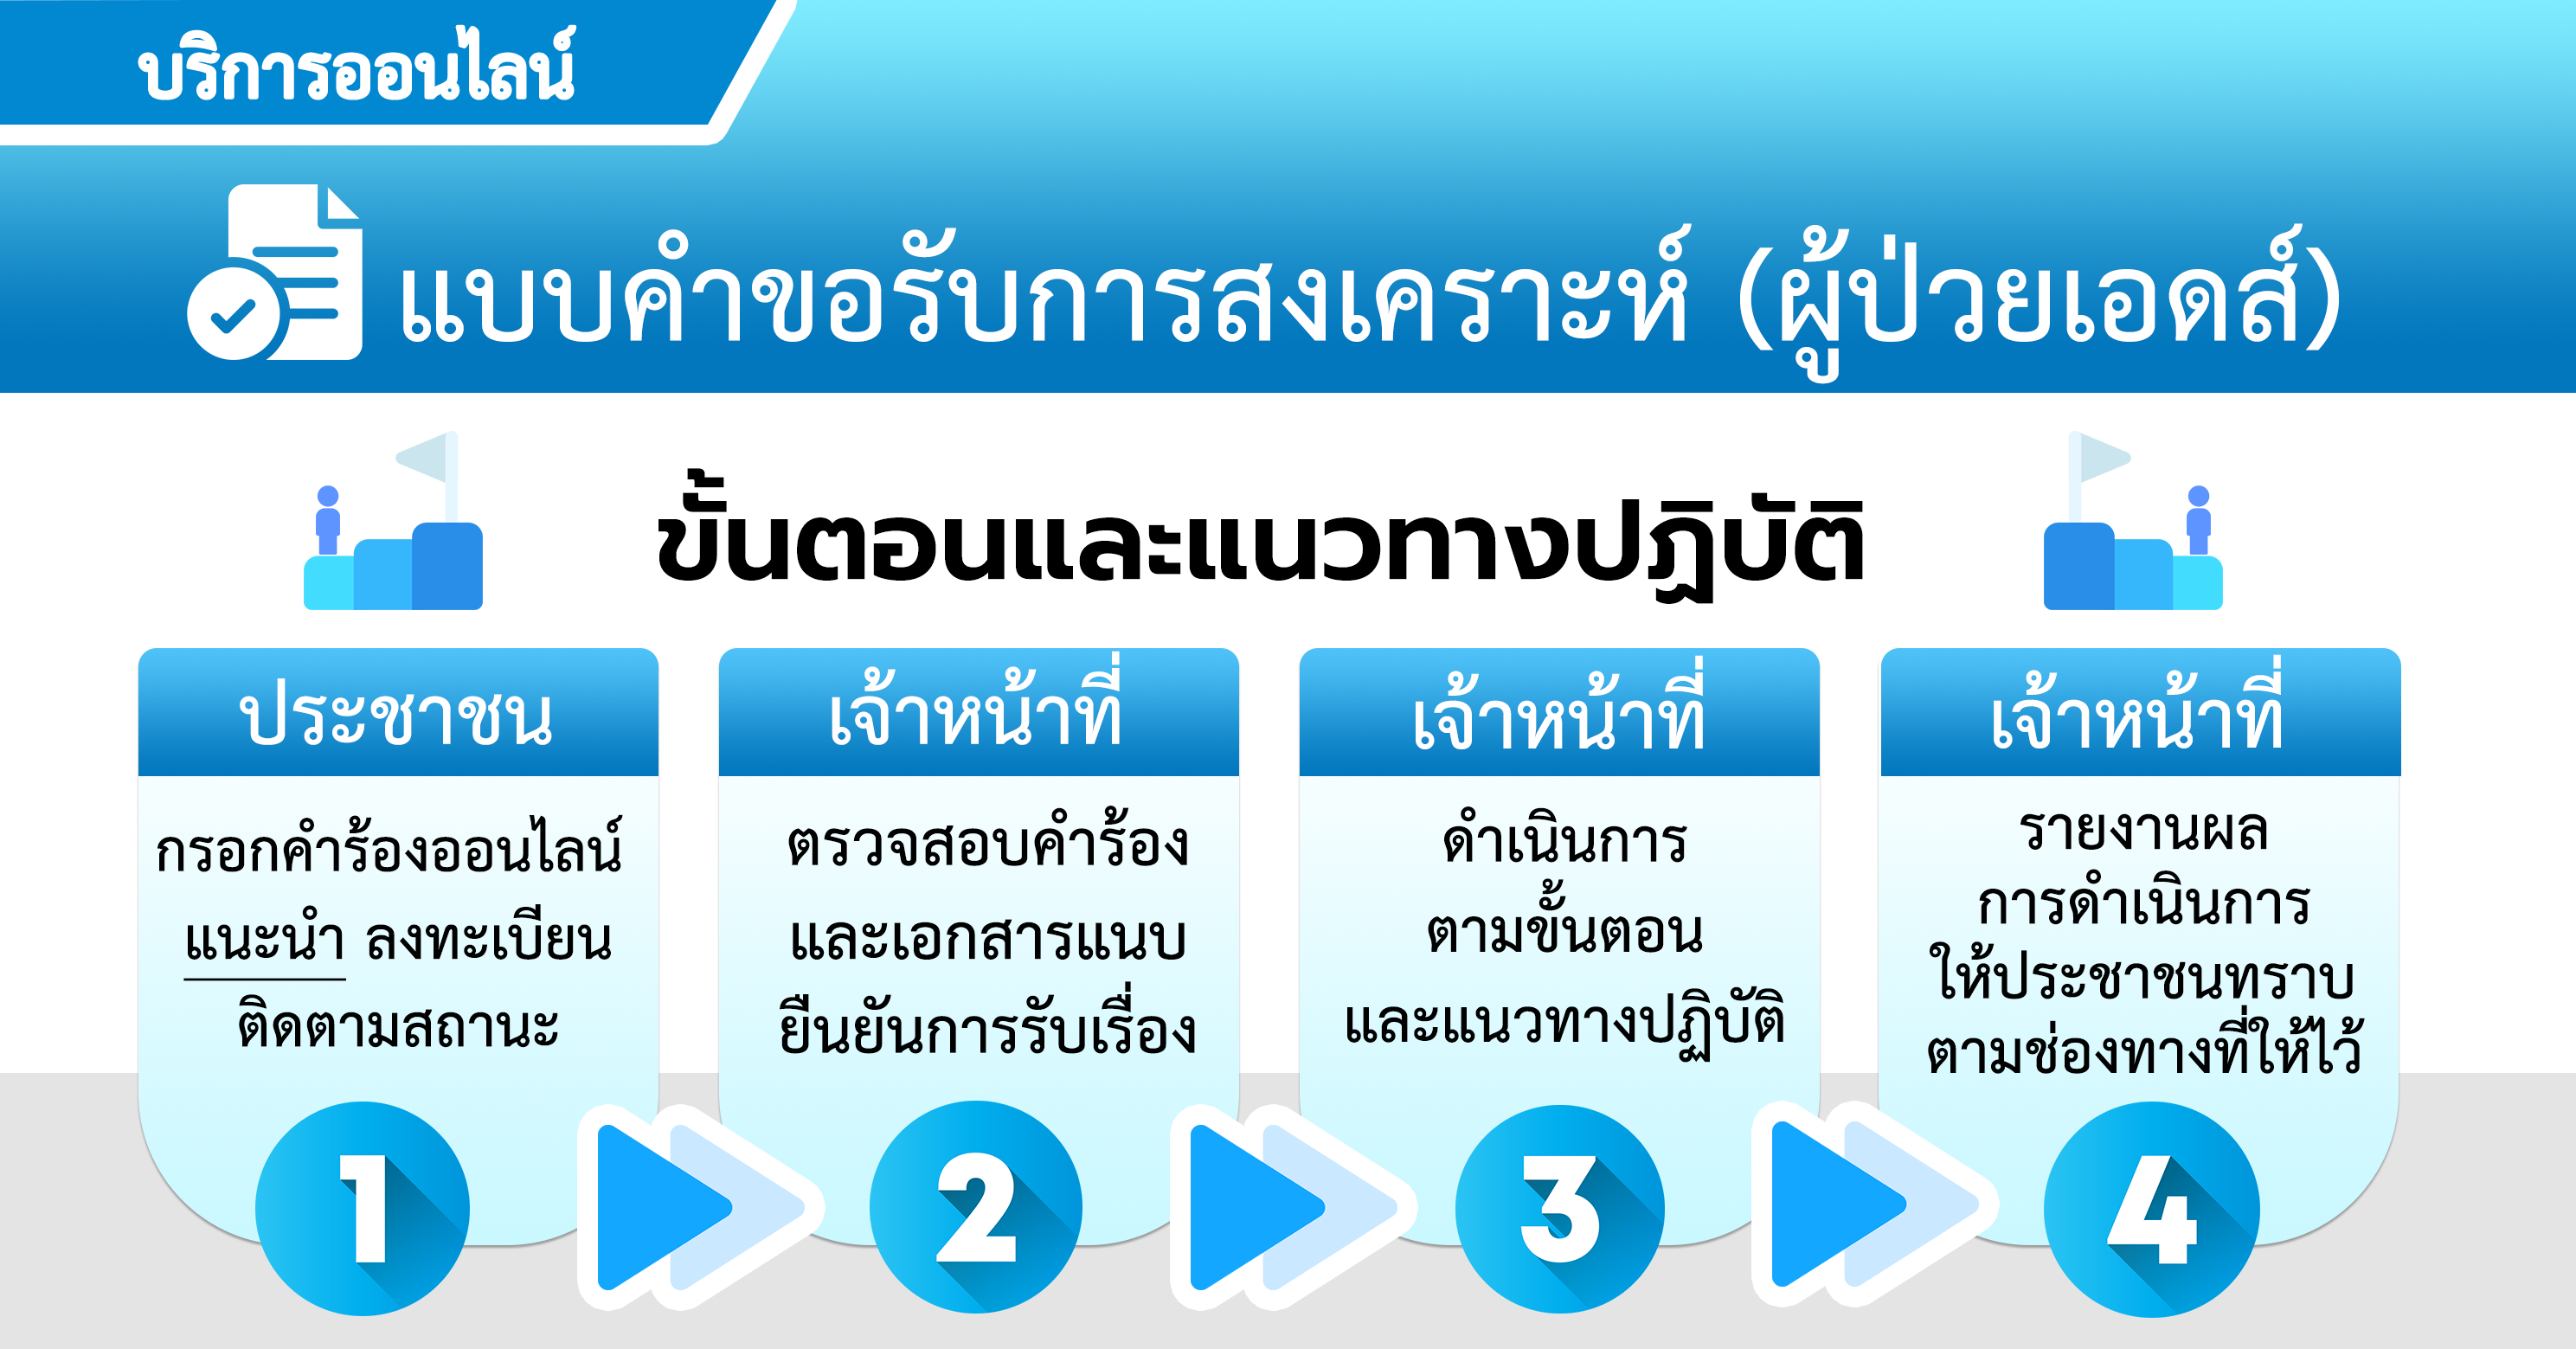 บริการออนไลน์
แบบคำขอรับการสงเคราะห์ (ผู้ป่วยเอดส์)
ขั้นตอนและแนวทางปฏิบัติ
ประชาชน
กรอกคำร้องออนไลน์
แนะนำ ลงทะเบียน
ติดตามสถานะ
1
เจ้าหน้าที่
ตรวจสอบคำร้อง
และเอกสารแนบ
ยืนยันการรับเรื่อง
2
เจ้าหน้าที่
ดำเนินการ
ตามขั้นตอน
และแนวทางปฏิบัติ
3
เจ้าหน้าที่
รายงานผล
การดำเนินการ
ให้ประชาชนทราบ
ตามช่องทางที่ให้ไว้
4